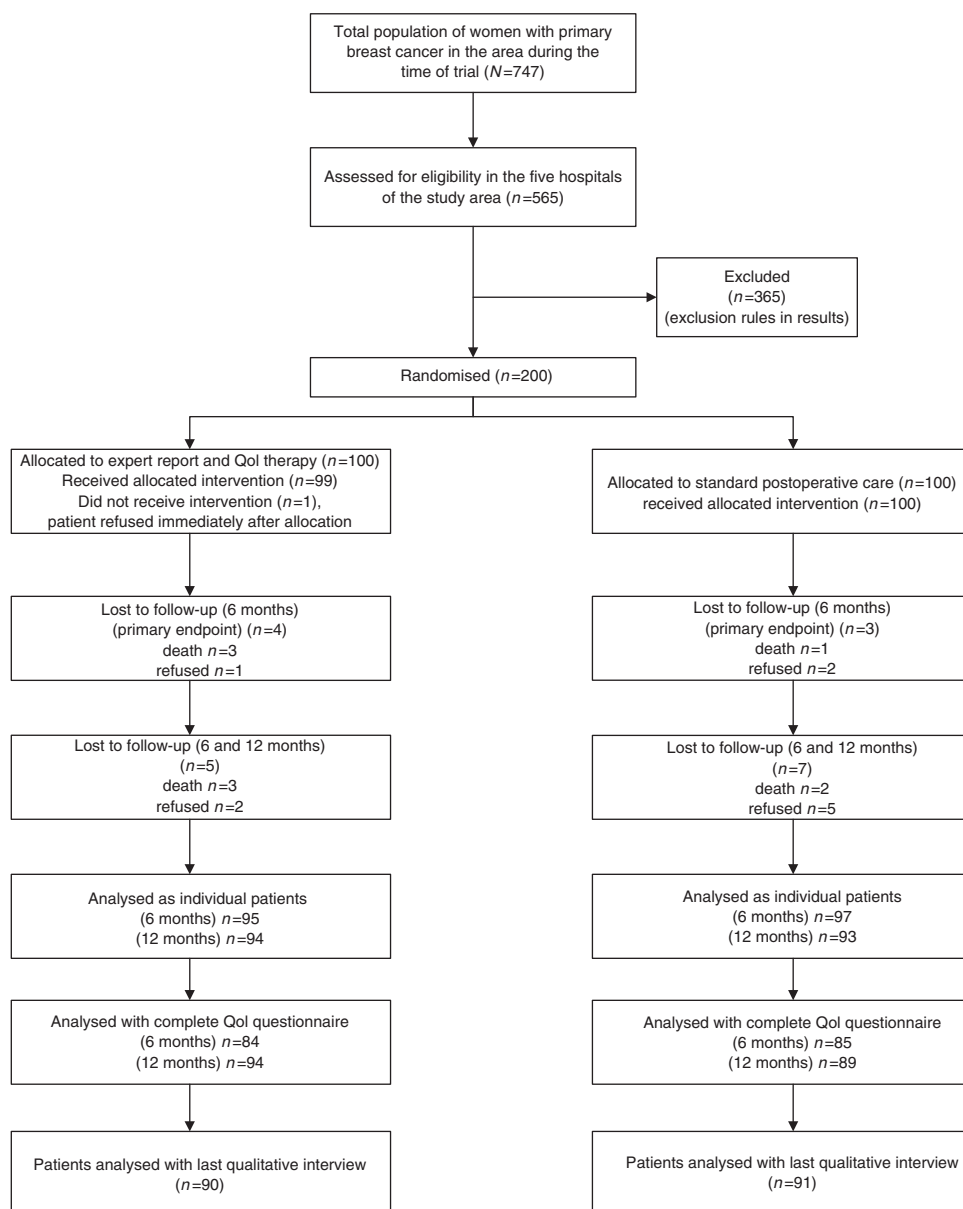 Total population of women with primary
breast cancer in the area during the
time of trial (N=747)
Assessed for eligibility in the five hospitals
of the study area (n=565)
Excluded
(n=365)
(exclusion rules in results)
Randomised (n=200)
Allocated to expert report and Qol therapy (n=100)
Received allocated intervention (n=99)
Did not receive intervention (n=1),
patient refused immediately after allocation
Allocated to standard postoperative care (n=100)
received allocated intervention (n=100)
Lost to follow-up (6 months)
(primary endpoint) (n=4)
death n=3
refused n=1
Lost to follow-up (6 months)
(primary endpoint) (n=3)
death n=1
refused n=2
Lost to follow-up (6 and 12 months)
(n=5)
death n=3
refused n=2
Lost to follow-up (6 and 12 months)
(n=7)
death n=2
refused n=5
Analysed as individual patients
(6 months) n=95
(12 months) n=94
Analysed as individual patients
(6 months) n=97
(12 months) n=93
Analysed with complete Qol questionnaire
(6 months) n=84
(12 months) n=94
Analysed with complete Qol questionnaire
(6 months) n=85
(12 months) n=89
Patients analysed with last qualitative interview
(n=90)
Patients analysed with last qualitative interview
(n=91)